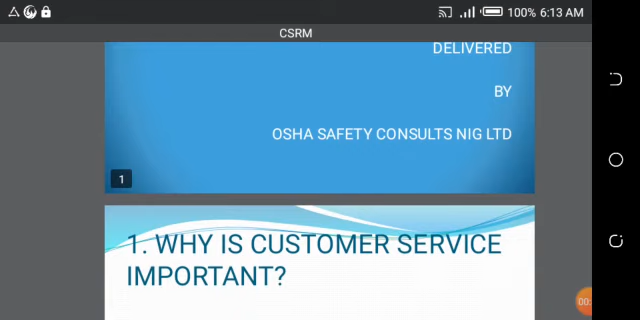 100% 6:13 AM
CSRM
DELIVERED
BY
OSHA SAFETY CONSULTS NIG LTD
1
1. WHY IS CUSTOMER SERVICE
IMPORTANT?
00: